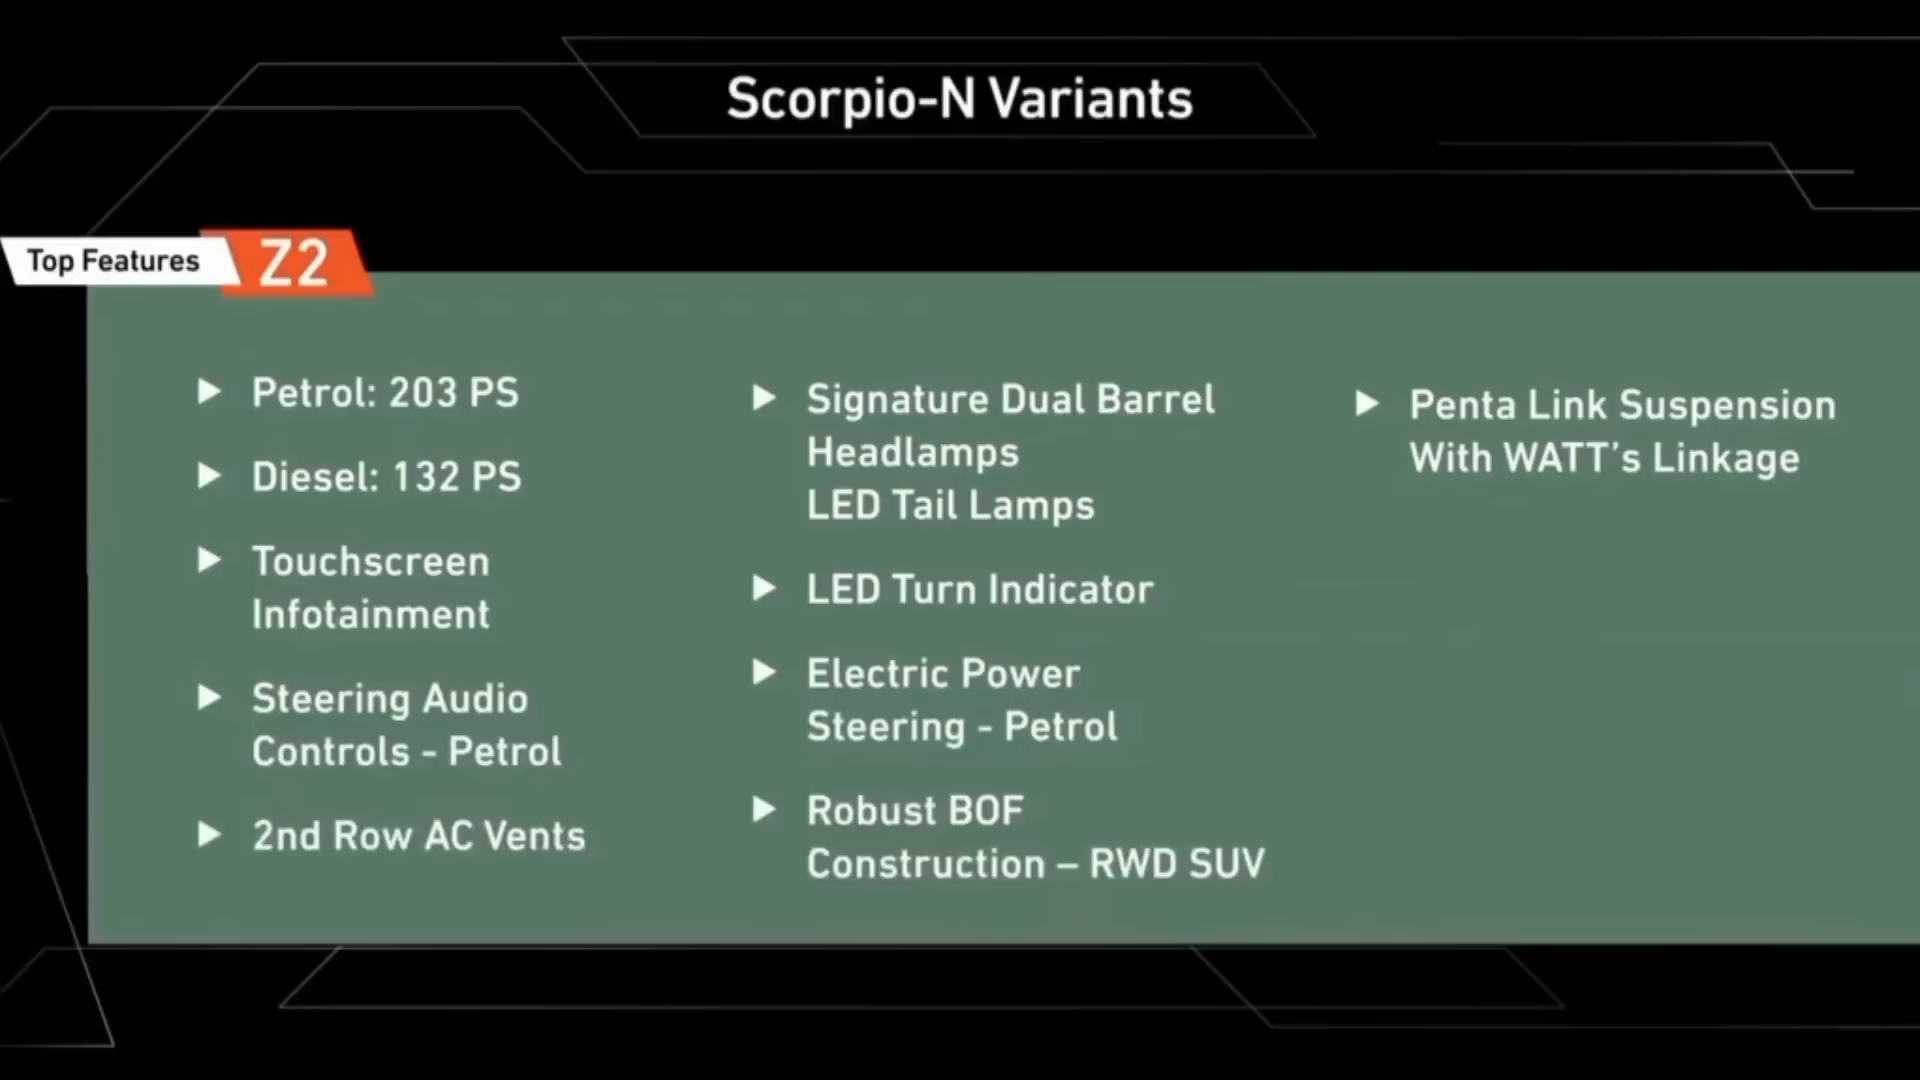 Scorpio-N Variants
Top Features
Z2
Petrol: 203 PS
Diesel: 132 PS
Touchscreen
Infotainment
Steering Audio
Controls - Petrol
2nd Row AC Vents
Signature Dual Barrel
Headlamps
LED Tail Lamps
LED Turn Indicator
Electric Power
Steering - Petrol
Robust BOF
Construction – RWD SUV
Penta Link Suspension
With WATT's Linkage